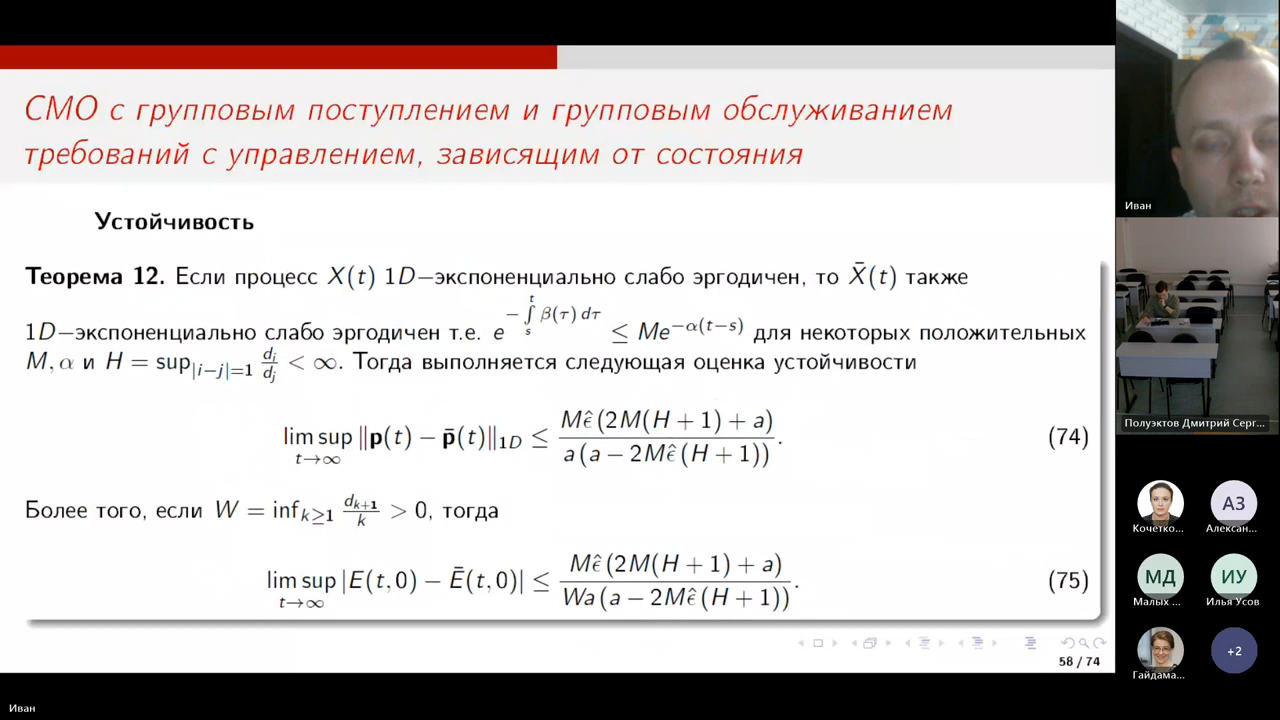 СМО с групповым поступлением и групповым обслуживанием
требований с управлением, зависящим от состояния
Устойчивость
Теорема 12. Если процесс X(t) 1D−экспоненциально слабо эргодичен, то X̄(t) также
1D−экспоненциально слабо эргодичен т.е. e^{−∫_s^t β(τ) dτ} ≤ Me^{−α(t−s)} для некоторых положительных
M, α и H = sup_{|i−j|=1} d_i/d_j < ∞. Тогда выполняется следующая оценка устойчивости
lim sup_{t→∞} ‖p(t) − p̄(t)‖_{1D} ≤ Mε̂(2M(H + 1) + a) / a(a − 2Mε̂(H + 1)). (74)
Более того, если W = inf_{k≥1} d_{k+1}/k > 0, тогда
lim sup_{t→∞} |E(t, 0) − Ē(t, 0)| ≤ Mε̂(2M(H + 1) + a) / Wa(a − 2Mε̂(H + 1)). (75)
58 / 74
Иван
Иван
Полуэктов Дмитрий Серг...
Кочетко...
АЗ
Алексан...
МД
Малых ...
ИУ
Илья Усов
Гайдама...
+2